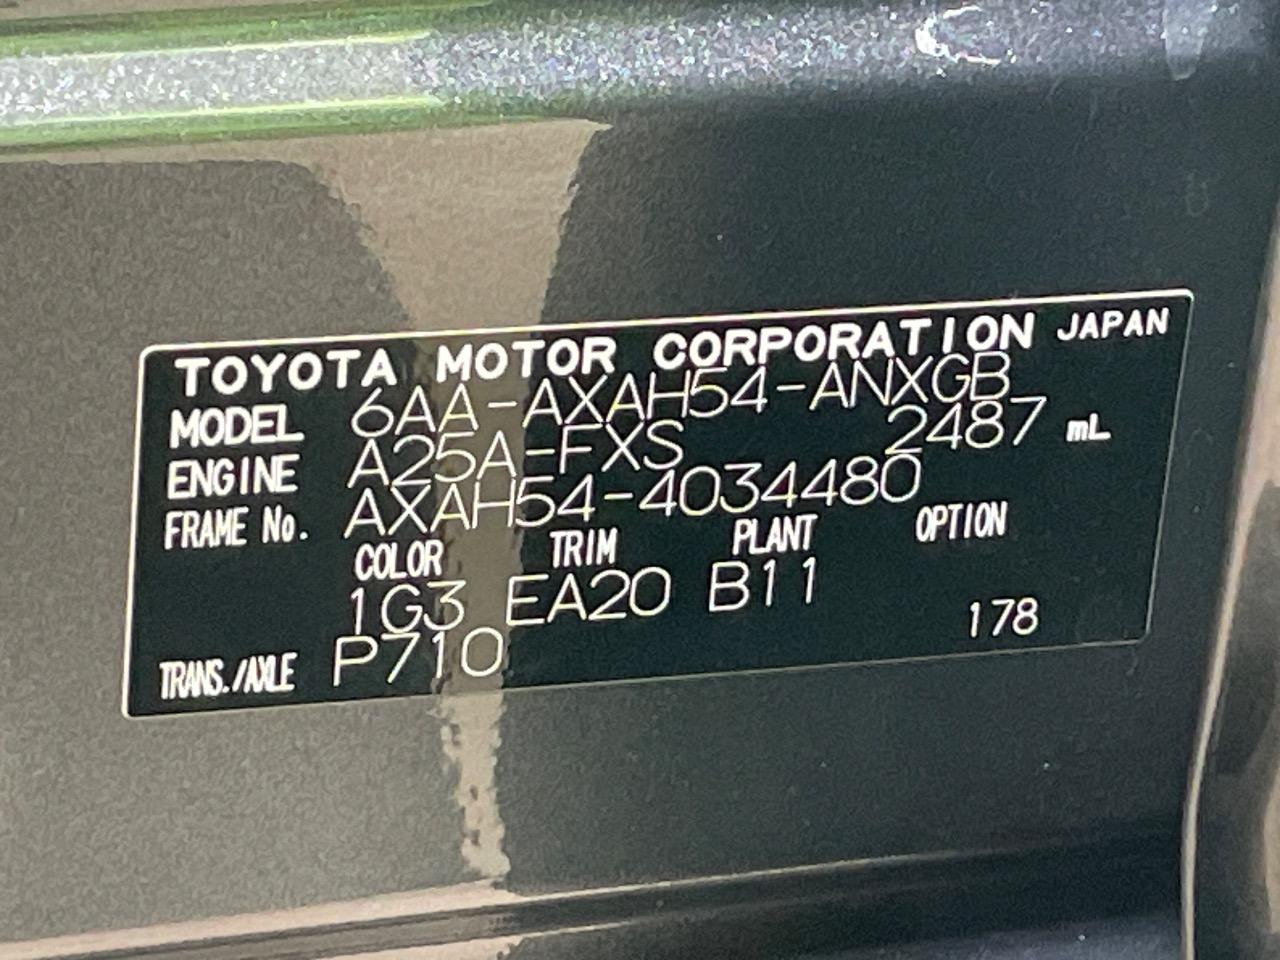 TOYOTA MOTOR CORPORATION JAPAN
MODEL 6AA-AXAH54-ANXGB
ENGINE A25A-FXS 2487 mL
FRAME No. AXAH54-4034480
COLOR TRIM PLANT OPTION
1G3 EA20 B11
TRANS./AXLE P710 178